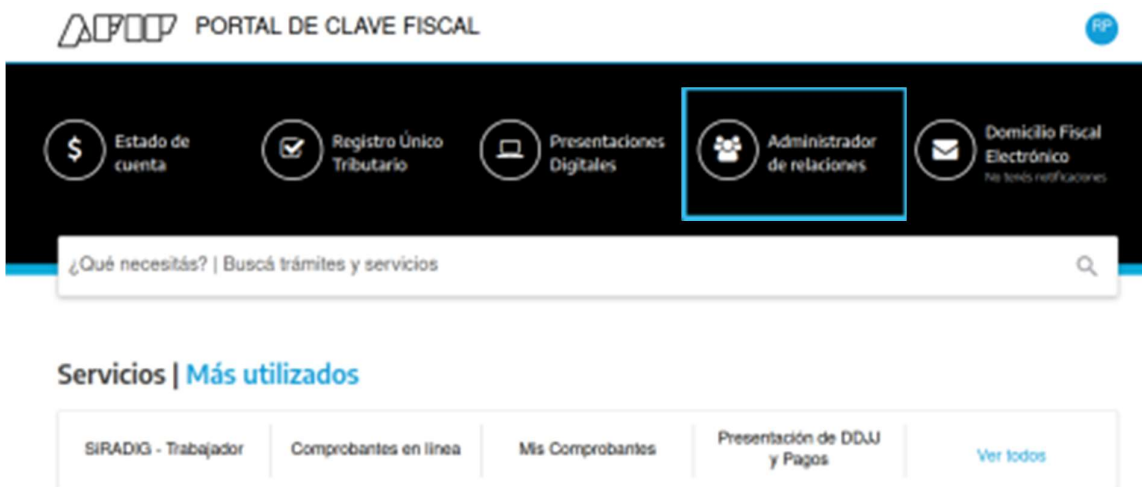 AFIP PORTAL DE CLAVE FISCAL
RP
Estado de
cuenta
Registro Único
Tributario
Presentaciones
Digitales
Administrador
de relaciones
Domicilio Fiscal
Electrónico
No tenés notificaciones
¿Qué necesitás? | Buscá trámites y servicios
Servicios | Más utilizados
SiRADIG - Trabajador
Comprobantes en línea
Mis Comprobantes
Presentación de DDJJ
y Pagos
Ver todos